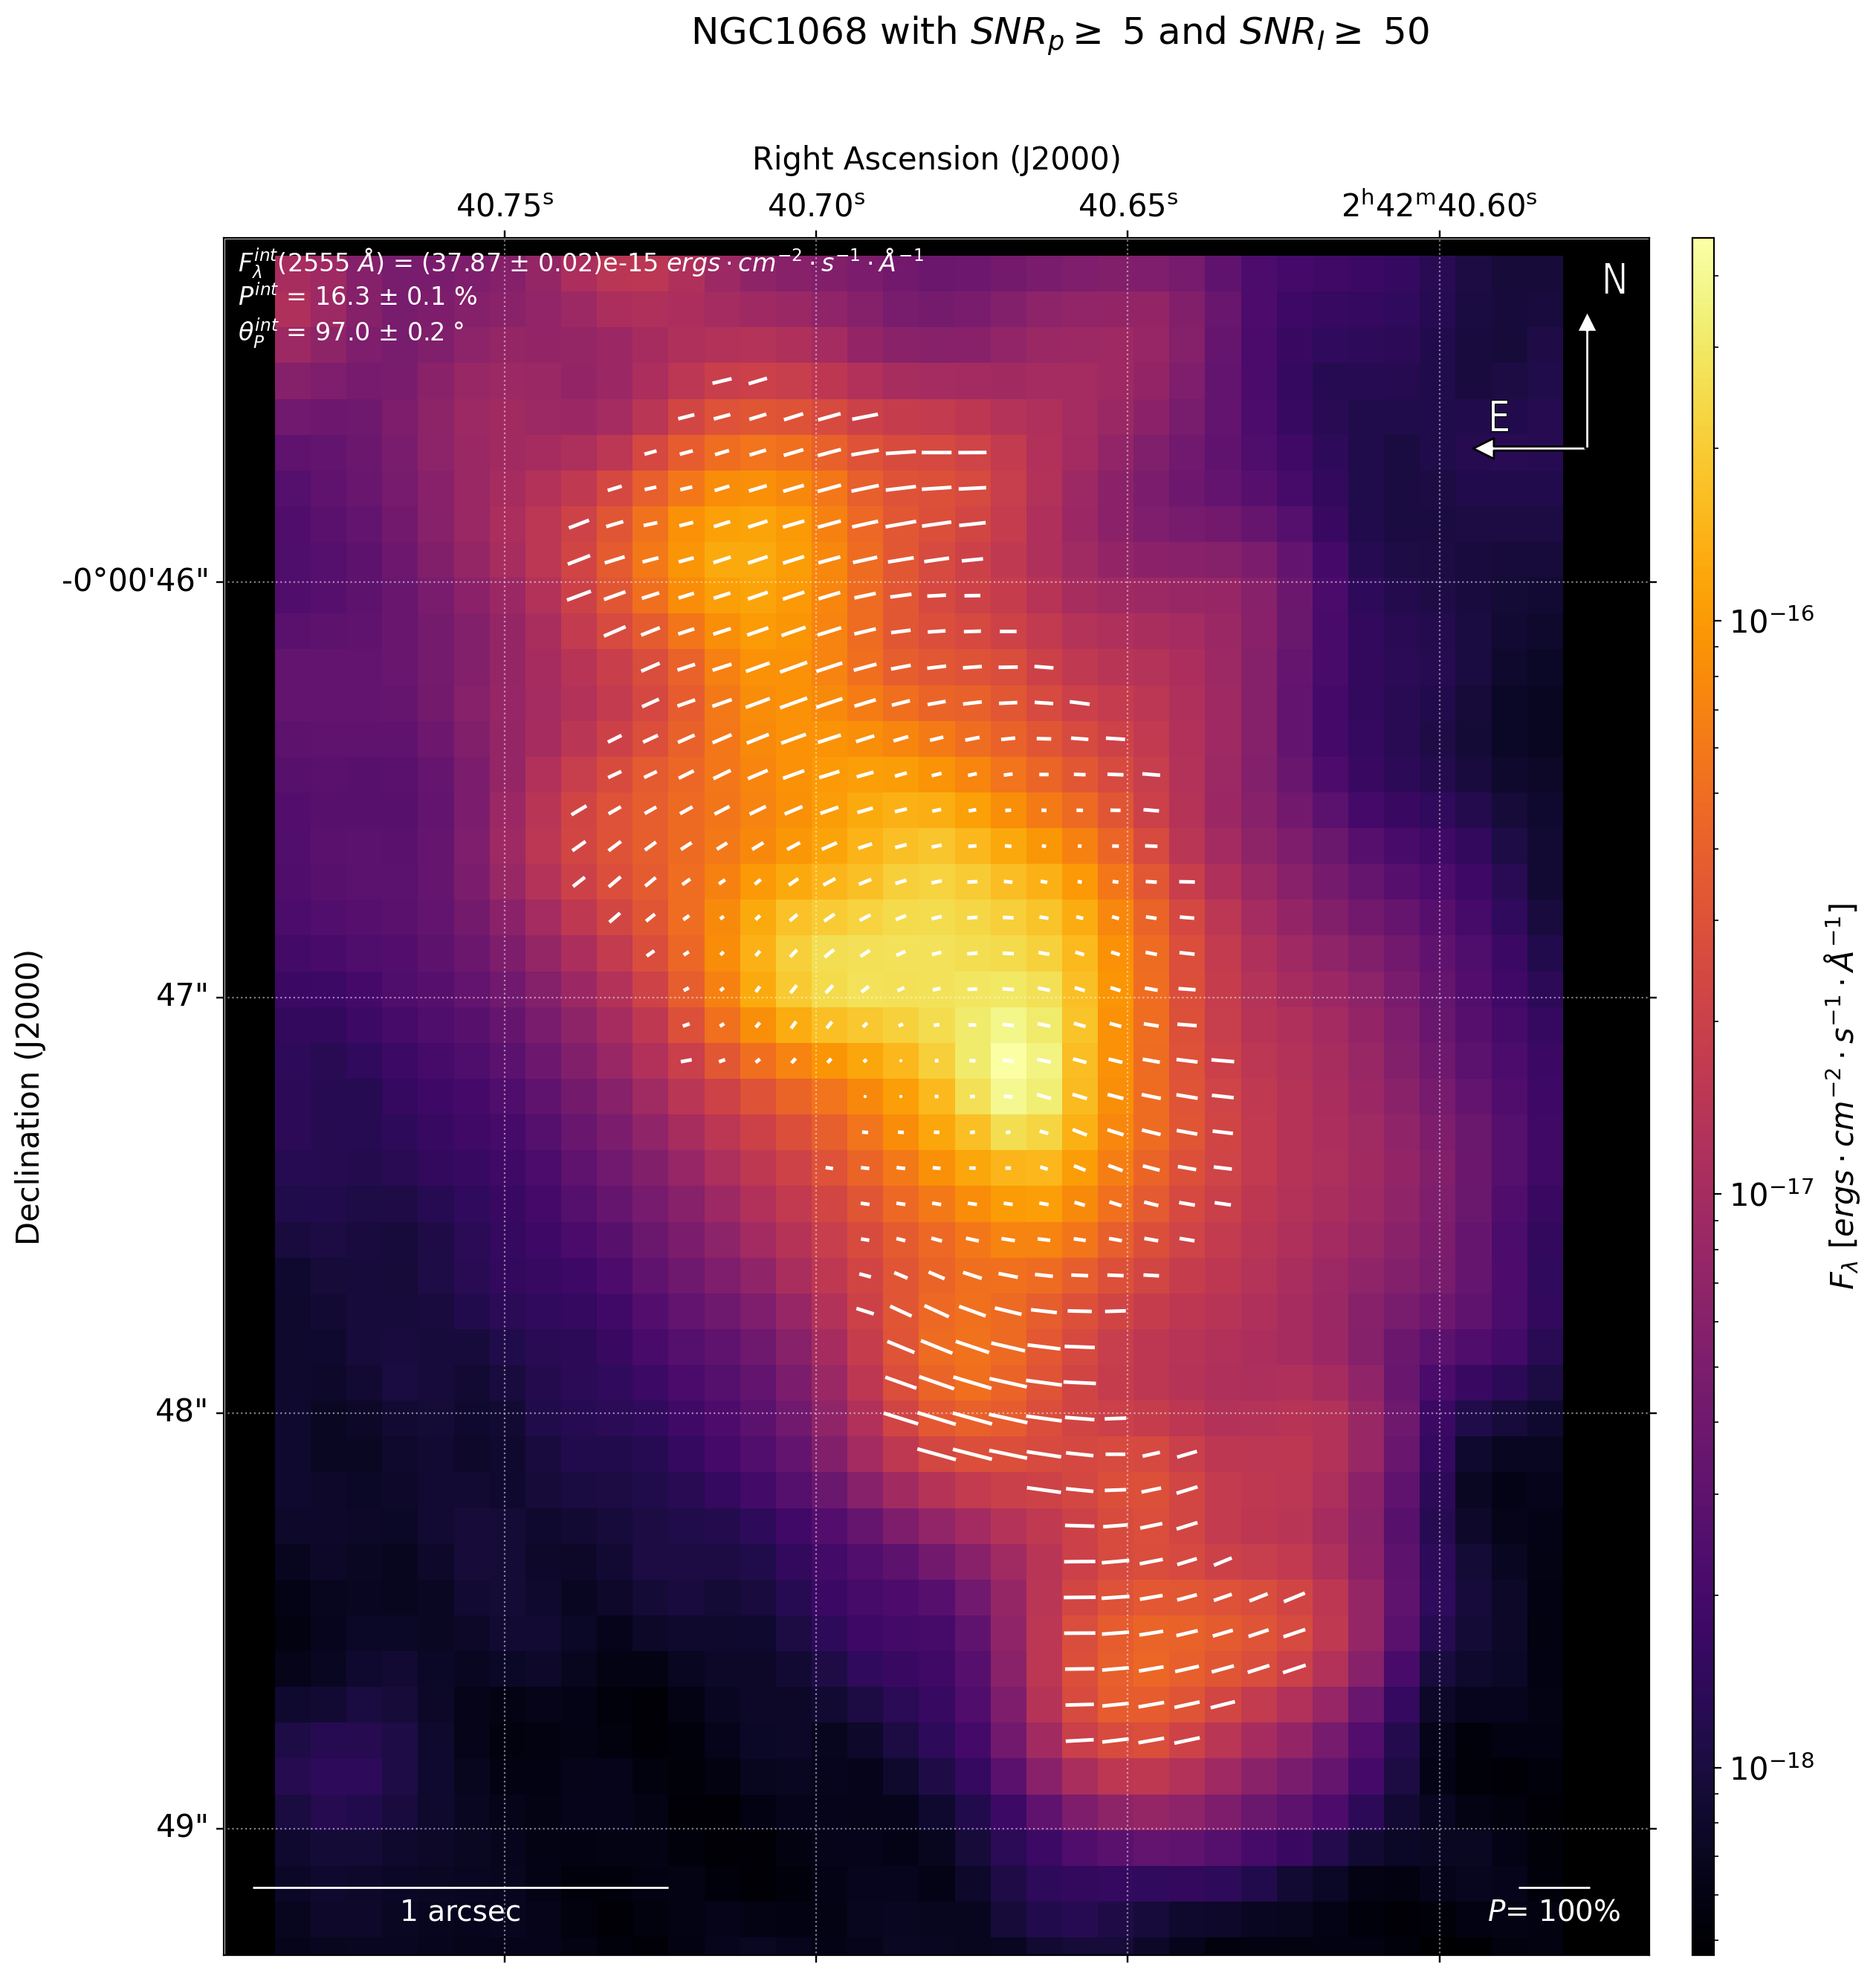 NGC1068 with SNR_p ≥ 5 and SNR_I ≥ 50
Right Ascension (J2000)
40.75ˢ 40.70ˢ 40.65ˢ 2ʰ42ᵐ40.60ˢ
F_λ^int(2555 Å) = (37.87 ± 0.02)e-15 ergs · cm⁻² · s⁻¹ · Å⁻¹
P^int = 16.3 ± 0.1 %
θ_P^int = 97.0 ± 0.2 °
N
E
-0°00'46"
47"
48"
49"
Declination (J2000)
1 arcsec
P= 100%
10⁻¹⁶
10⁻¹⁷
10⁻¹⁸
F_λ [ergs · cm⁻² · s⁻¹ · Å⁻¹]